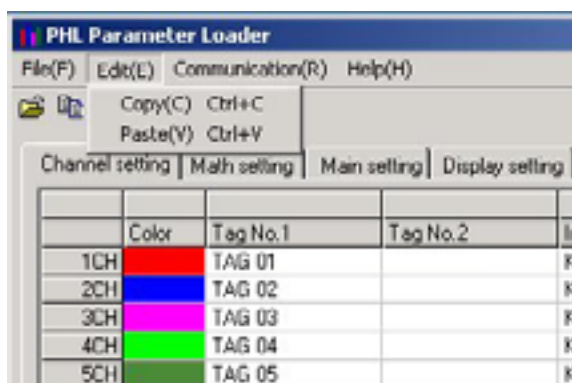 PHL Parameter Loader
File(F) Edit(E) Communication(R) Help(H)
Copy(C) Ctrl+C
Paste(V) Ctrl+V
Channel setting Math setting Main setting Display setting
Color Tag No.1 Tag No.2
1CH TAG 01
2CH TAG 02
3CH TAG 03
4CH TAG 04
5CH TAG 05